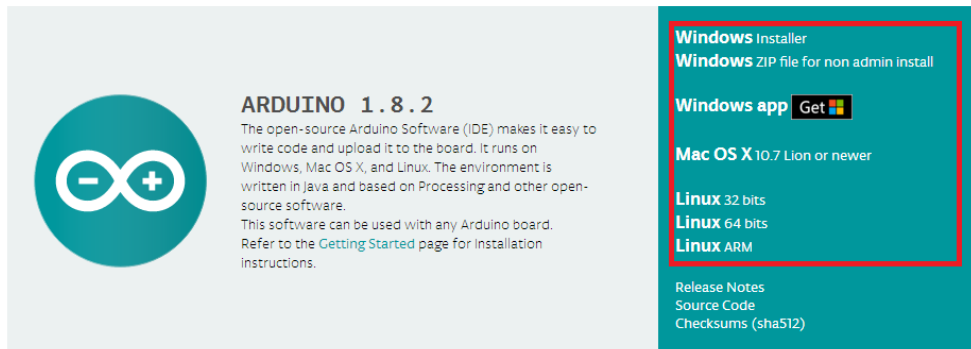 ARDUINO 1.8.2
The open-source Arduino Software (IDE) makes it easy to
write code and upload it to the board. It runs on
Windows, Mac OS X, and Linux. The environment is
written in Java and based on Processing and other open-
source software.
This software can be used with any Arduino board.
Refer to the Getting Started page for Installation
instructions.
Windows Installer
Windows ZIP file for non admin install
Windows app Get
Mac OS X 10.7 Lion or newer
Linux 32 bits
Linux 64 bits
Linux ARM
Release Notes
Source Code
Checksums (sha512)